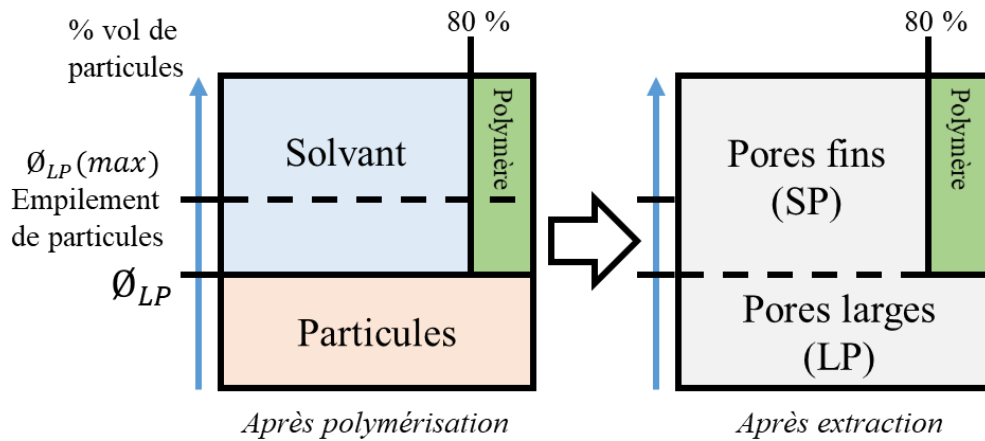 % vol de
particules
80 %
Solvant
Polymère
Ø_LP(max)
Empilement
de particules
Ø_LP
Particules
Après polymérisation
80 %
Pores fins
(SP)
Polymère
Pores larges
(LP)
Après extraction